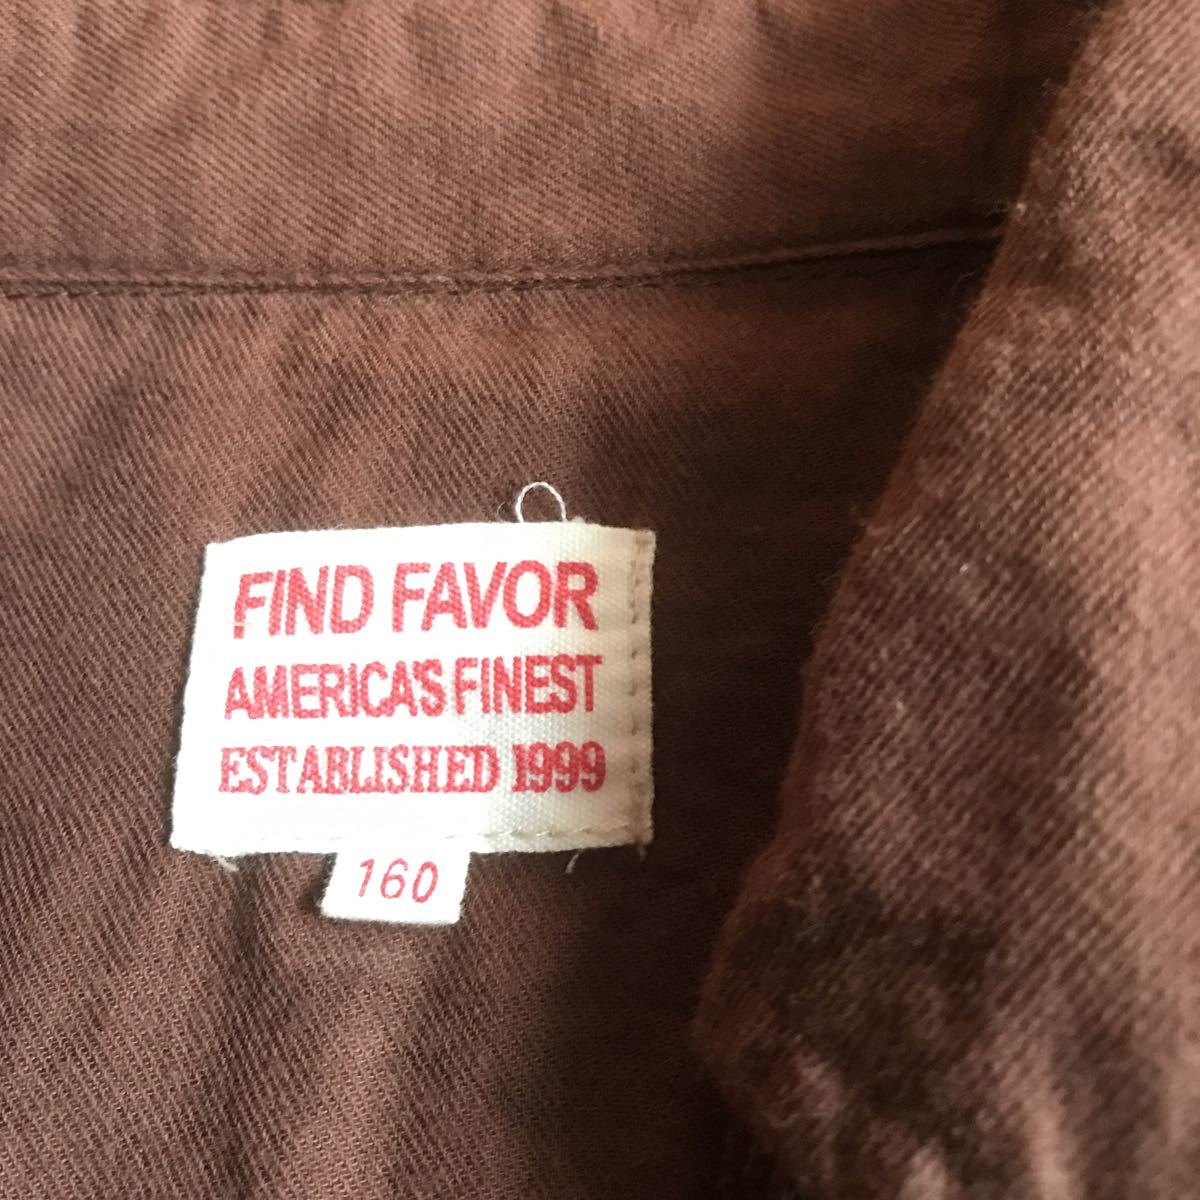 FIND FAVOR
AMERICA'S FINEST
ESTABLISHED 1999
160